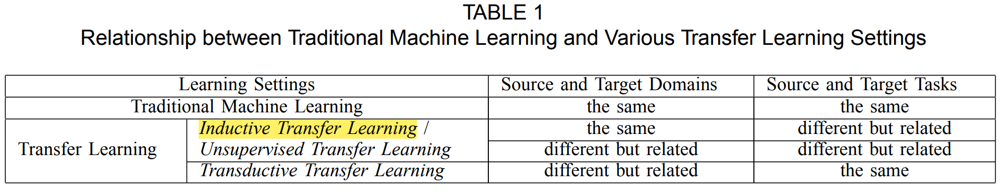 TABLE 1
Relationship between Traditional Machine Learning and Various Transfer Learning Settings
Learning Settings Source and Target Domains Source and Target Tasks
Traditional Machine Learning the same the same
Inductive Transfer Learning / the same different but related
Transfer Learning Unsupervised Transfer Learning different but related different but related
Transductive Transfer Learning different but related the same